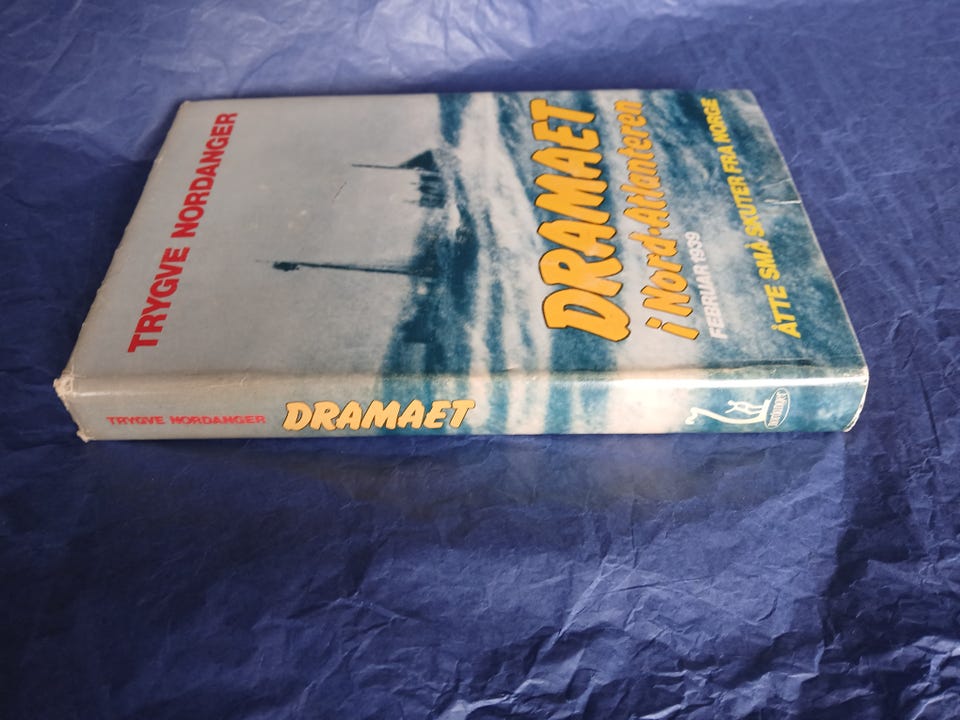 TRYGVE NORDANGER
DRAMAET
i Nord-Atlanteren
FEBRUAR 1939
ÅTTE SMÅ SKUTER FRA NORGE
TRYGVE NORDANGER
DRAMAET